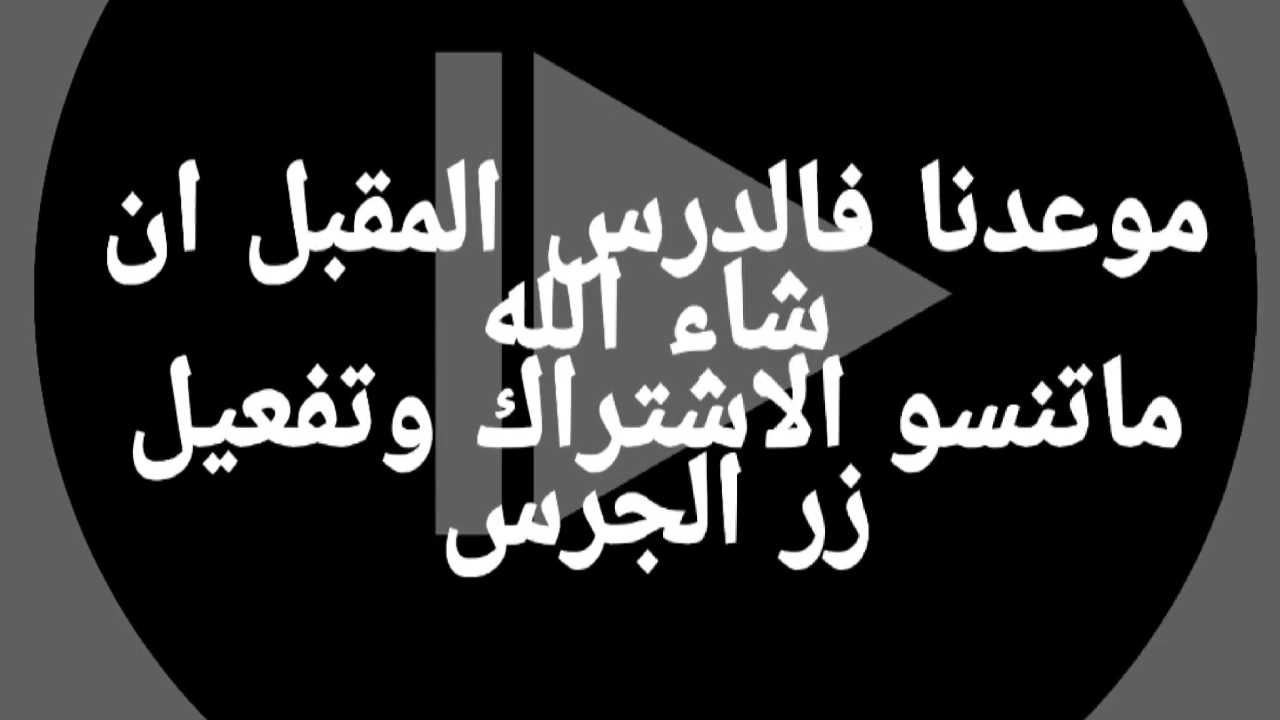 موعدنا فالدرس المقبل ان
شاء الله
ماتنسو الاشتراك وتفعيل
زر الجرس